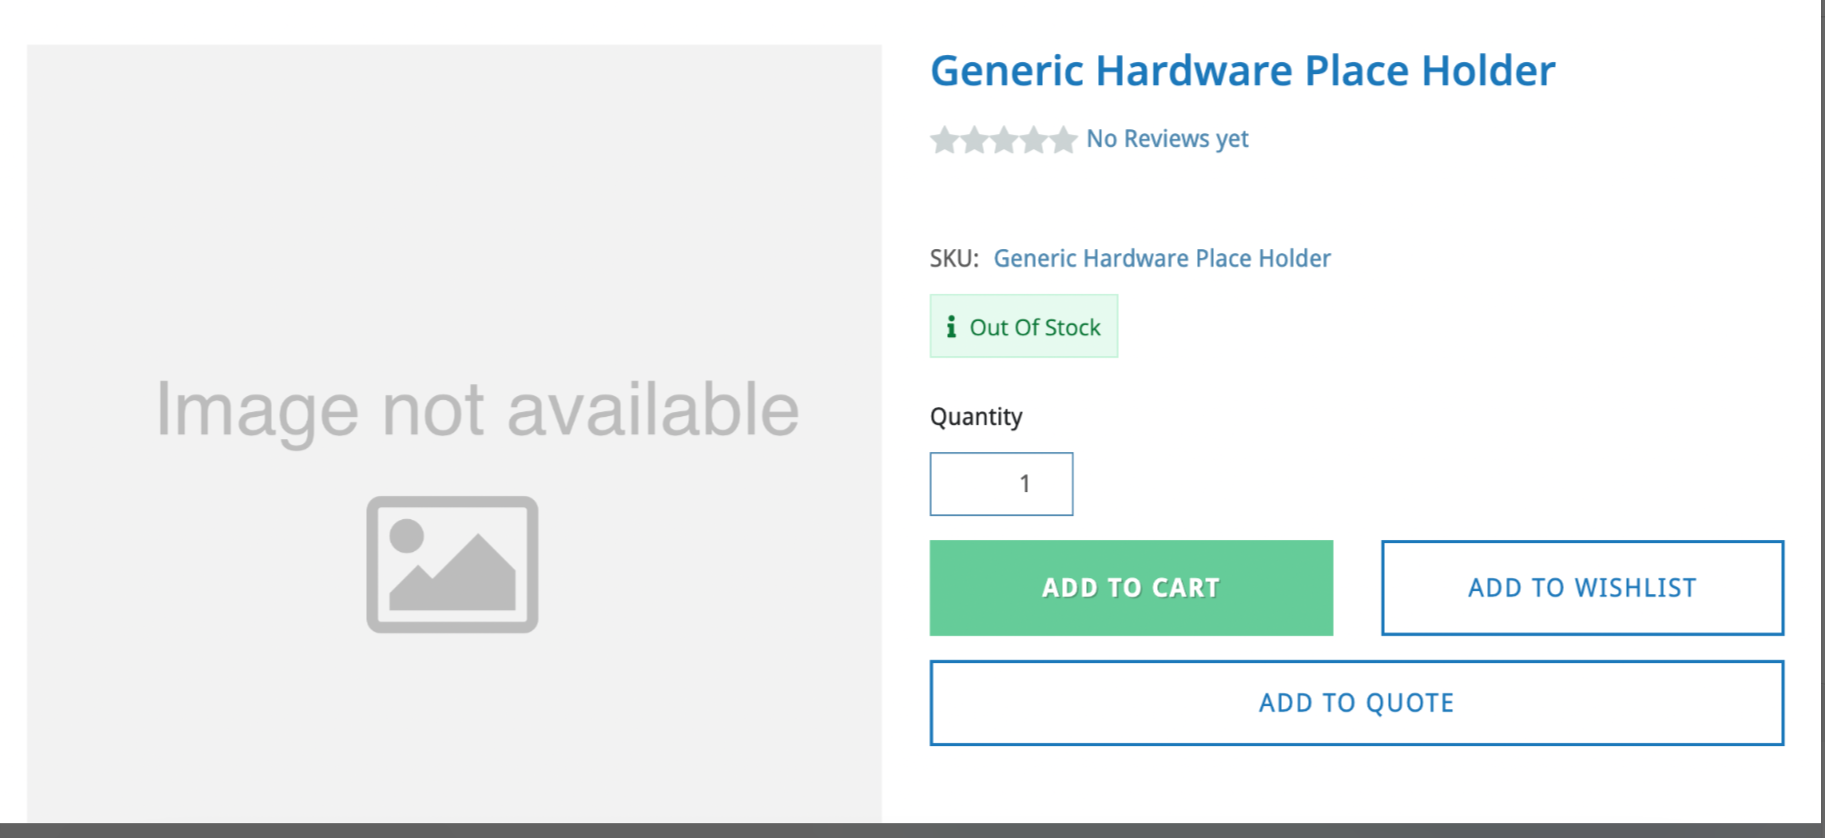 Image not available
Generic Hardware Place Holder
No Reviews yet
SKU: Generic Hardware Place Holder
Out Of Stock
Quantity
1
ADD TO CART
ADD TO WISHLIST
ADD TO QUOTE